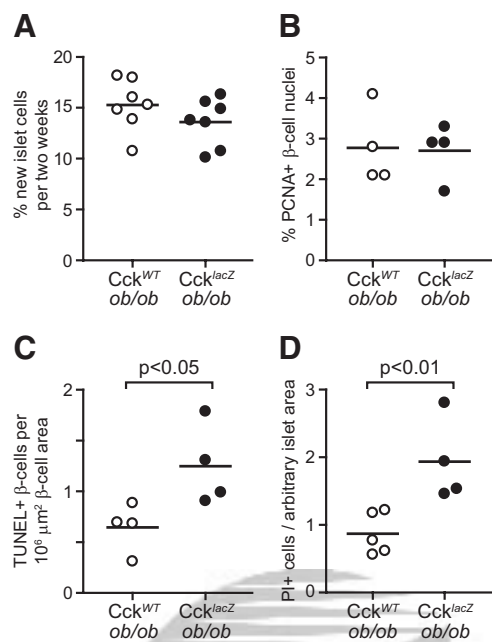 A
% new islet cells
per two weeks
20
15
10
5
0
Cck^WT
ob/ob
Cck^lacZ
ob/ob
B
% PCNA+ β-cell nuclei
5
4
3
2
1
0
Cck^WT
ob/ob
Cck^lacZ
ob/ob
C
p<0.05
TUNEL+ β-cells per
10^6 μm² β-cell area
2
1
0
Cck^WT
ob/ob
Cck^lacZ
ob/ob
D
p<0.01
PI+ cells / arbitrary islet area
3
2
1
0
Cck^WT
ob/ob
Cck^lacZ
ob/ob